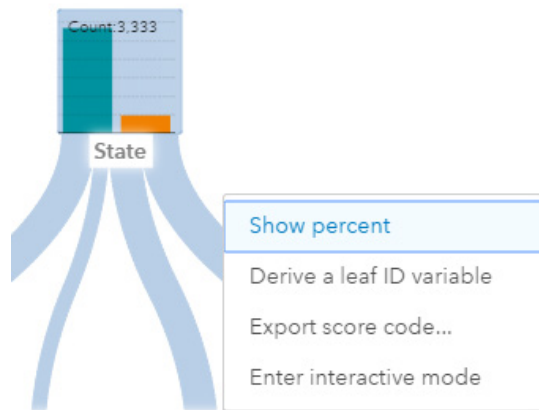 Count:3,333
State
Show percent
Derive a leaf ID variable
Export score code...
Enter interactive mode